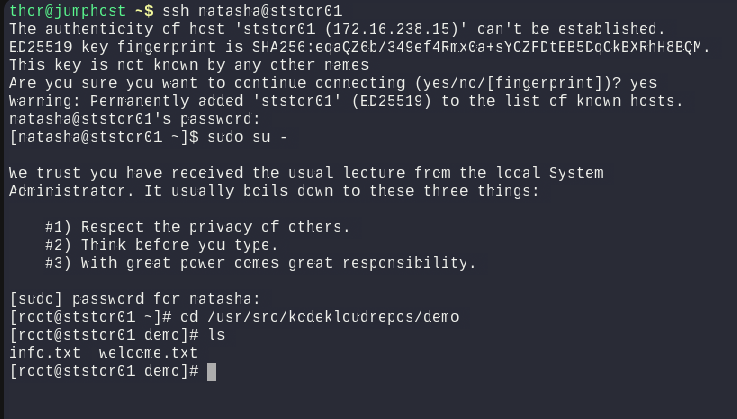 thor@jumphost ~$ ssh natasha@ststor01
The authenticity of host 'ststor01 (172.16.238.15)' can't be established.
ED25519 key fingerprint is
This key is not known by any other names
Are you sure you want to continue connecting (yes/no/[fingerprint])? yes
Warning: Permanently added 'ststor01' (ED25519) to the list of known hosts.
natasha@ststor01's password:
[natasha@ststor01 ~]$ sudo su -
We trust you have received the usual lecture from the local System
Administrator. It usually boils down to these three things:
#1) Respect the privacy of others.
#2) Think before you type.
#3) With great power comes great responsibility.
[sudo] password for natasha:
[root@ststor01 ~]# cd /usr/src/kodekloudrepos/demo
[root@ststor01 demo]# ls
info.txt  welcome.txt
[root@ststor01 demo]#